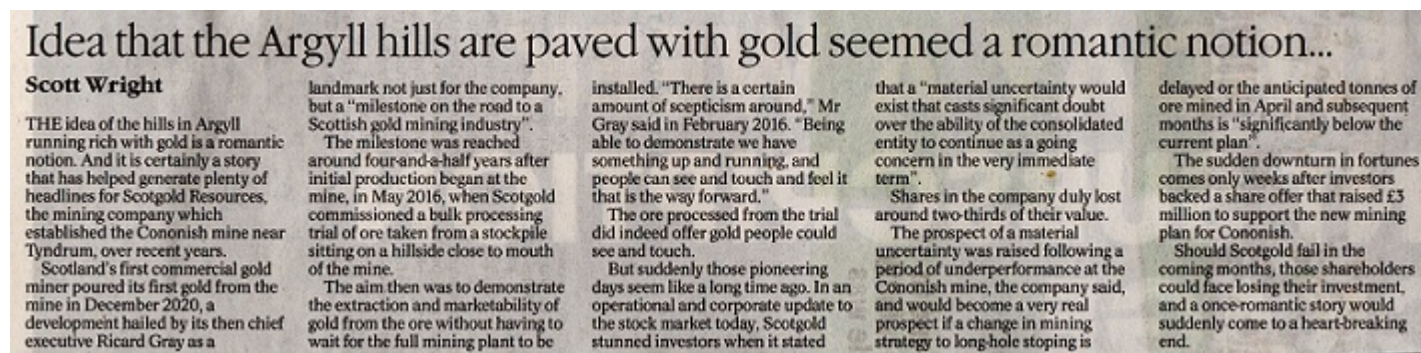 Idea that the Argyll hills are paved with gold seemed a romantic notion...
Scott Wright
THE idea of the hills in Argyll
running rich with gold is a romantic
notion. And it is certainly a story
that has helped generate plenty of
headlines for Scotgold Resources,
the mining company which
established the Cononish mine near
Tyndrum, over recent years.
Scotland's first commercial gold
miner poured its first gold from the
mine in December 2020, a
development hailed by its then chief
executive Ricard Gray as a
landmark not just for the company,
but a "milestone on the road to a
Scottish gold mining industry".
The milestone was reached
around four-and-a-half years after
initial production began at the
mine, in May 2016, when Scotgold
commissioned a bulk processing
trial of ore taken from a stockpile
sitting on a hillside close to mouth
of the mine.
The aim then was to demonstrate
the extraction and marketability of
gold from the ore without having to
wait for the full mining plant to be
installed. "There is a certain
amount of scepticism around," Mr
Gray said in February 2016. "Being
able to demonstrate we have
something up and running, and
people can see and touch and feel it
that is the way forward."
The ore processed from the trial
did indeed offer gold people could
see and touch.
But suddenly those pioneering
days seem like a long time ago. In an
operational and corporate update to
the stock market today, Scotgold
stunned investors when it stated
that a "material uncertainty would
exist that casts significant doubt
over the ability of the consolidated
entity to continue as a going
concern in the very immediate
term".
Shares in the company duly lost
around two-thirds of their value.
The prospect of a material
uncertainty was raised following a
period of underperformance at the
Cononish mine, the company said,
and would become a very real
prospect if a change in mining
strategy to long-hole stoping is
delayed or the anticipated tonnes of
ore mined in April and subsequent
months is "significantly below the
current plan".
The sudden downturn in fortunes
comes only weeks after investors
backed a share offer that raised £3
million to support the new mining
plan for Cononish.
Should Scotgold fail in the
coming months, those shareholders
could face losing their investment,
and a once-romantic story would
suddenly come to a heart-breaking
end.